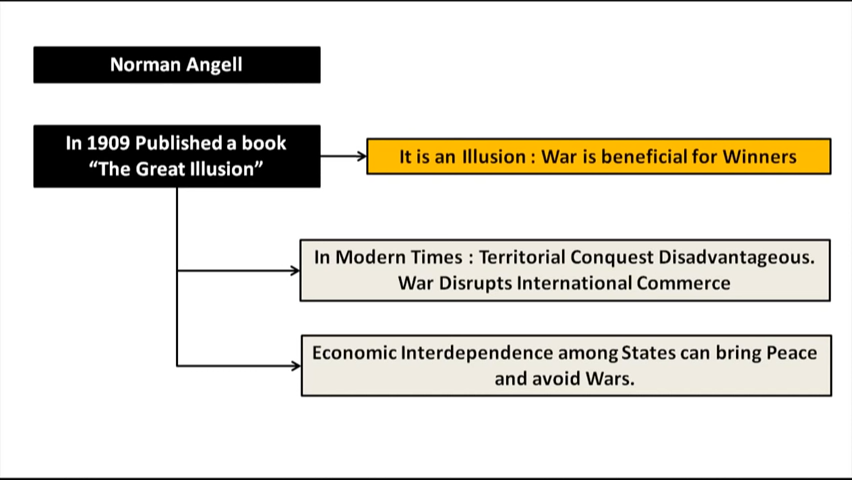 Norman Angell
In 1909 Published a book
“The Great Illusion”
It is an Illusion : War is beneficial for Winners
In Modern Times : Territorial Conquest Disadvantageous.
War Disrupts International Commerce
Economic Interdependence among States can bring Peace
and avoid Wars.